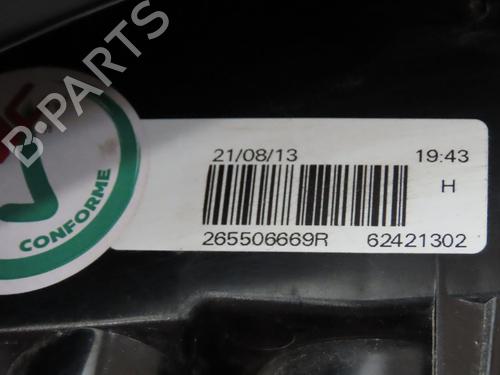 21/08/13 19:43
H
265506669R 62421302
CONFORME
B-PARTS